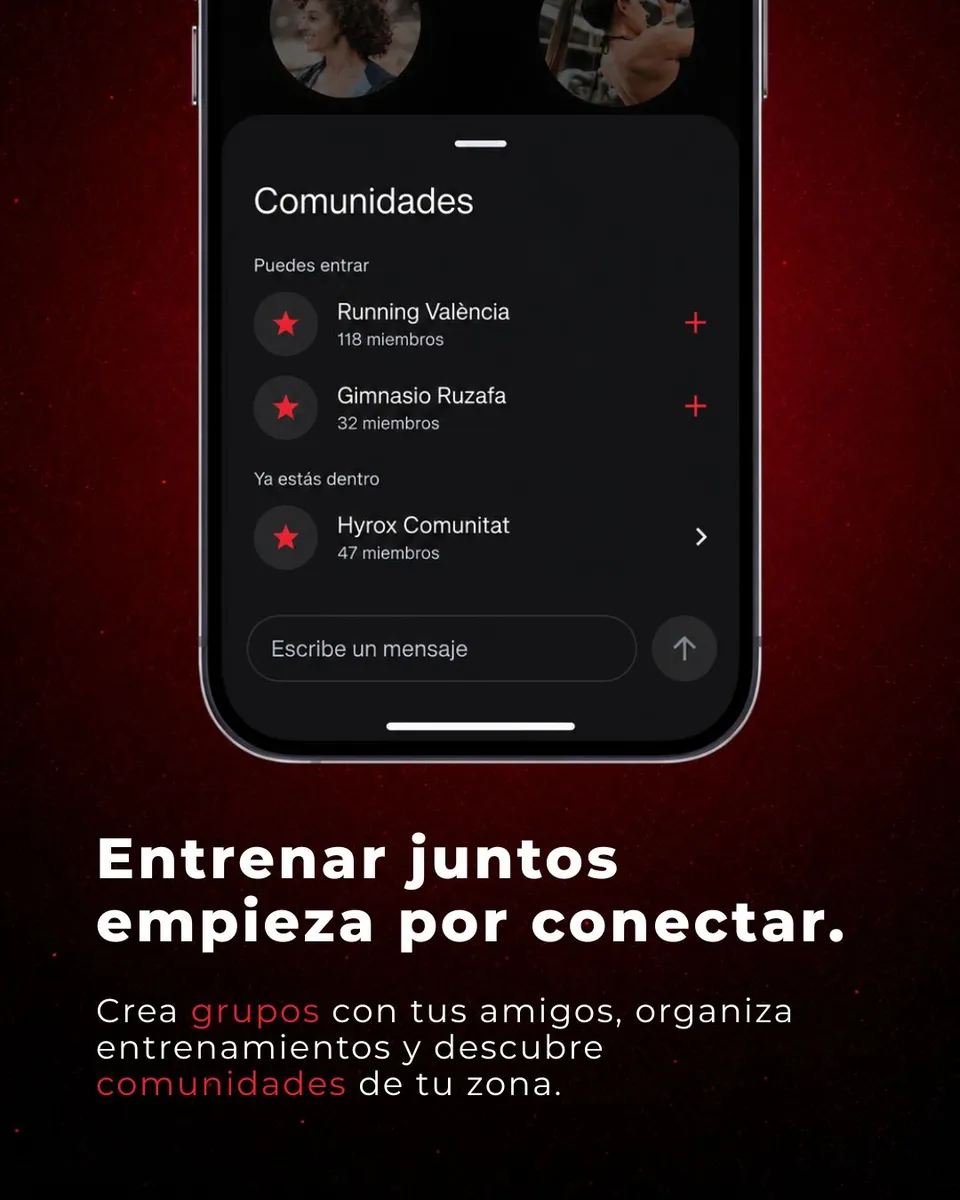 Comunidades
Puedes entrar
Running València
118 miembros
Gimnasio Ruzafa
32 miembros
Ya estás dentro
Hyrox Comunitat
47 miembros
Escribe un mensaje
Entrenar juntos
empieza por conectar.
Crea grupos con tus amigos, organiza
entrenamientos y descubre
comunidades de tu zona.